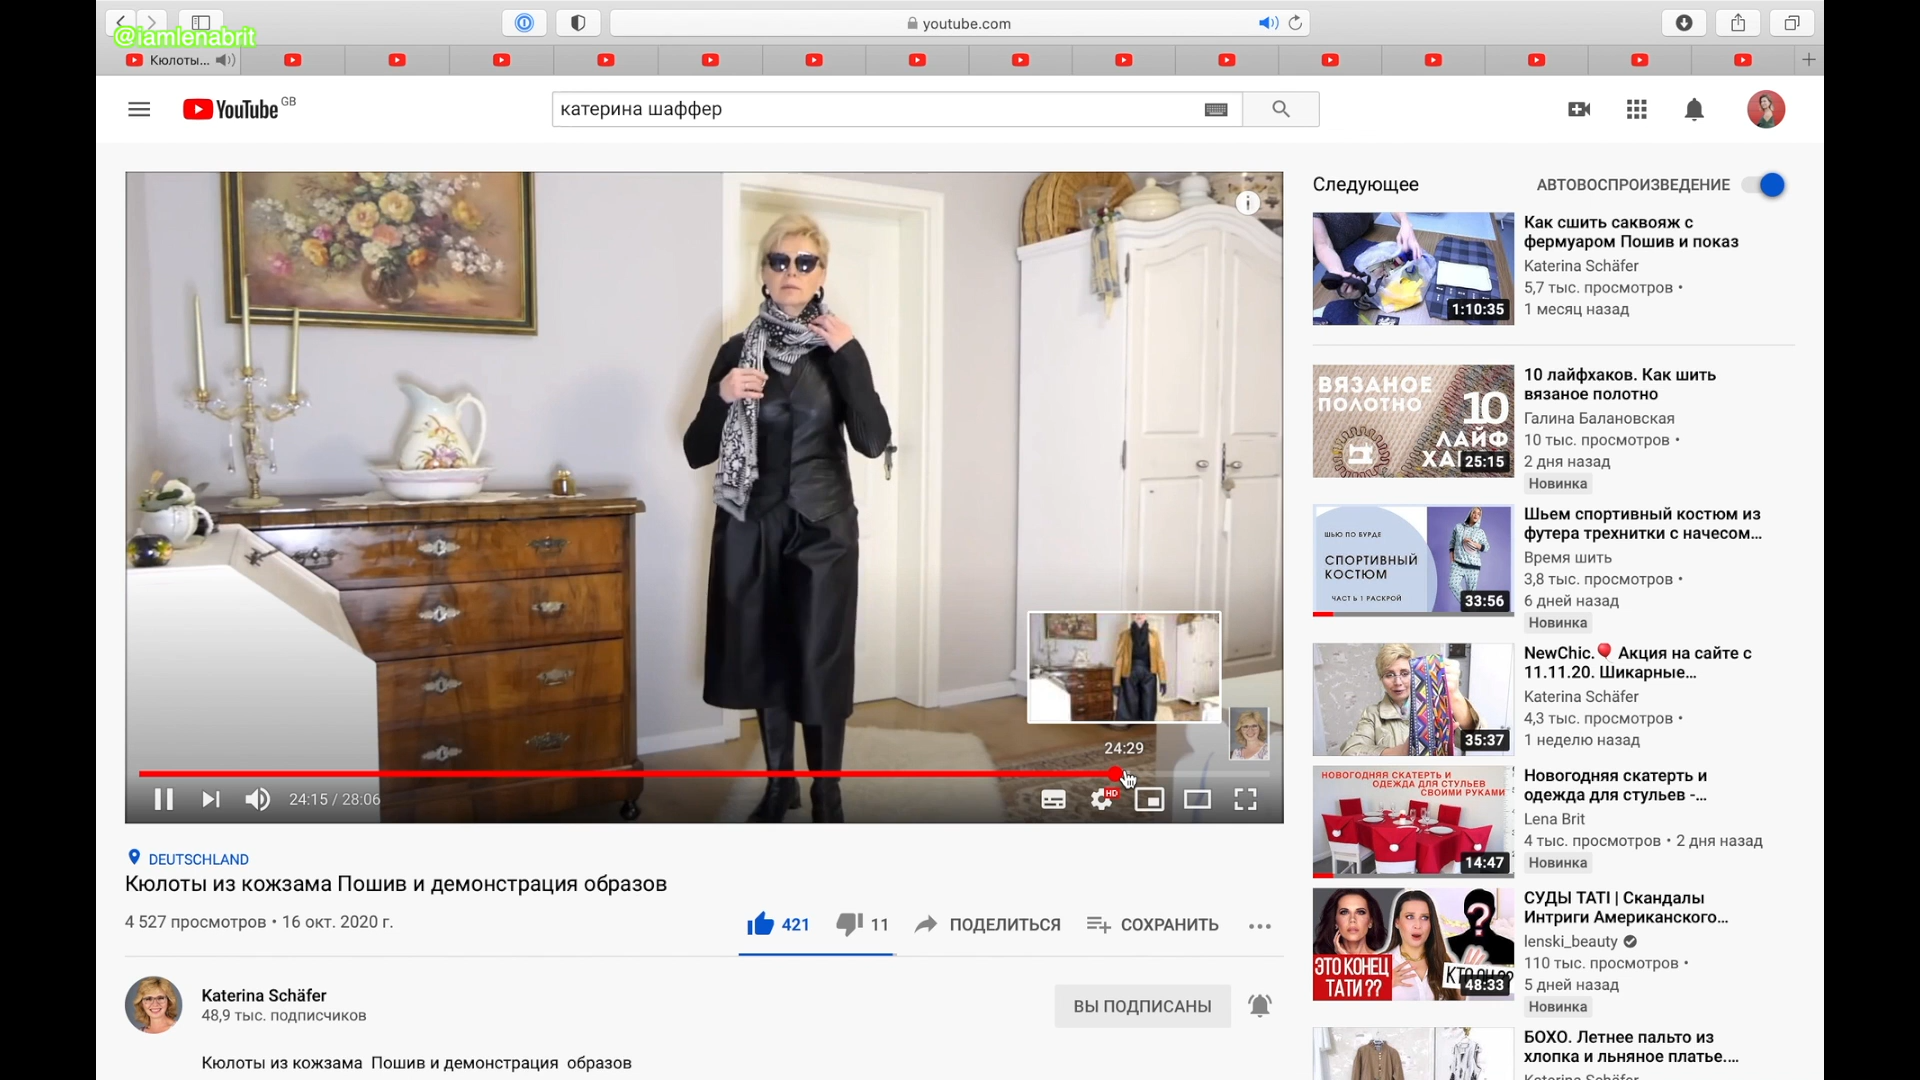 @iamlenabrit
youtube.com
Кюлоты...
YouTube GB
катерина шаффер
24:29
24:15 / 28:06
HD
DEUTSCHLAND
Кюлоты из кожзама Пошив и демонстрация образов
4 527 просмотров • 16 окт. 2020 г.
421
11
ПОДЕЛИТЬСЯ
СОХРАНИТЬ
Katerina Schäfer
48,9 тыс. подписчиков
ВЫ ПОДПИСАНЫ
Кюлоты из кожзама Пошив и демонстрация образов
Следующее
АВТОВОСПРОИЗВЕДЕНИЕ
1:10:35
Как сшить саквояж с
фермуаром Пошив и показ
Katerina Schäfer
5,7 тыс. просмотров •
1 месяц назад
ВЯЗАНОЕ
ПОЛОТНО
10
ЛАЙФ
ХА
25:15
10 лайфхаков. Как шить
вязаное полотно
Галина Балановская
10 тыс. просмотров •
2 дня назад
Новинка
ШЬЮ ПО БУРДЕ
СПОРТИВНЫЙ
КОСТЮМ
ЧАСТЬ 1 РАСКРОЙ
33:56
Шьем спортивный костюм из
футера трехнитки с начесом...
Время шить
3,8 тыс. просмотров •
6 дней назад
Новинка
35:37
NewChic.🎈 Акция на сайте с
11.11.20. Шикарные...
Katerina Schäfer
4,3 тыс. просмотров •
1 неделю назад
НОВОГОДНЯЯ СКАТЕРТЬ И
ОДЕЖДА ДЛЯ СТУЛЬЕВ
СВОИМИ РУКАМИ
14:47
Новогодняя скатерть и
одежда для стульев -...
Lena Brit
4 тыс. просмотров • 2 дня назад
Новинка
ЭТО КОНЕЦ
ТАТИ ??
48:33
СУДЫ TATI | Скандалы
Интриги Американского...
lenski_beauty
110 тыс. просмотров •
5 дней назад
Новинка
БОХО. Летнее пальто из
хлопка и льняное платье....